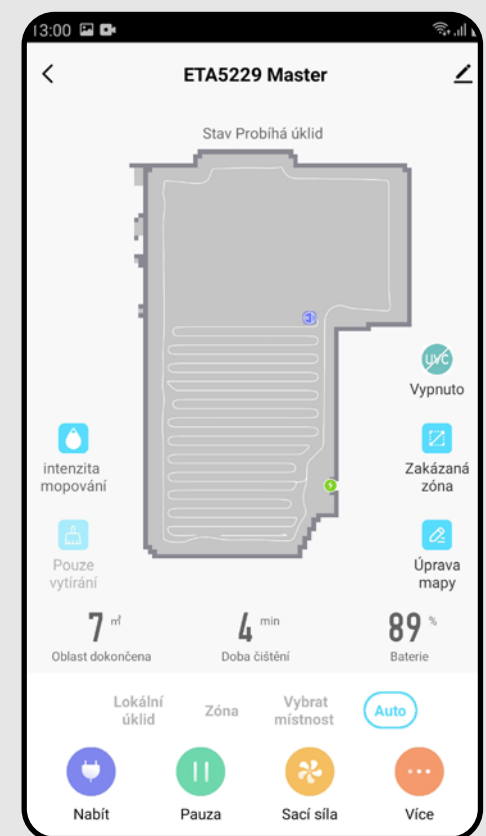 13:00
ETA5229 Master
Stav Probíhá úklid
UVC
Vypnuto
intenzita
mopování
Zakázaná
zóna
Pouze
vytírání
Úprava
mapy
7 ㎡
4 min
89 %
Oblast dokončena
Doba čištění
Baterie
Lokální
úklid
Zóna
Vybrat
místnost
Auto
Nabít
Pauza
Sací síla
Více